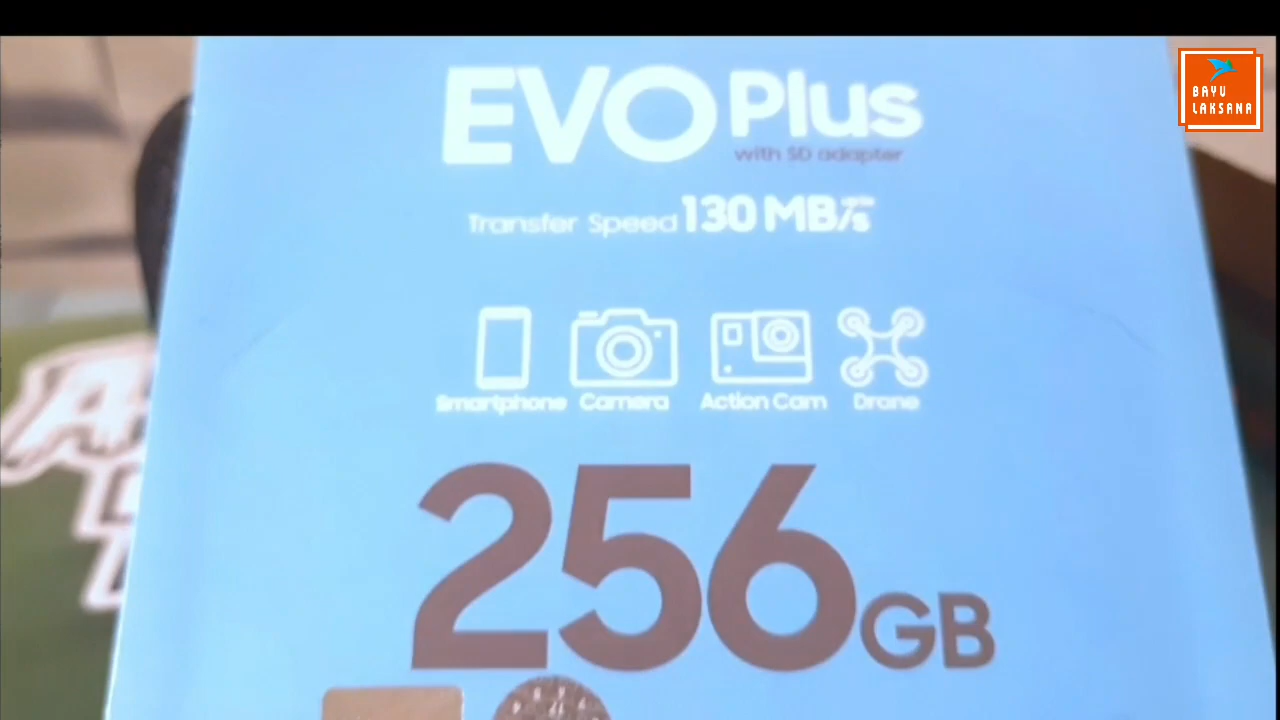 EVO Plus
with SD adapter
Transfer Speed 130 MB/s
Smartphone Camera Action Cam Drone
256GB
BAYU
LAKSANA